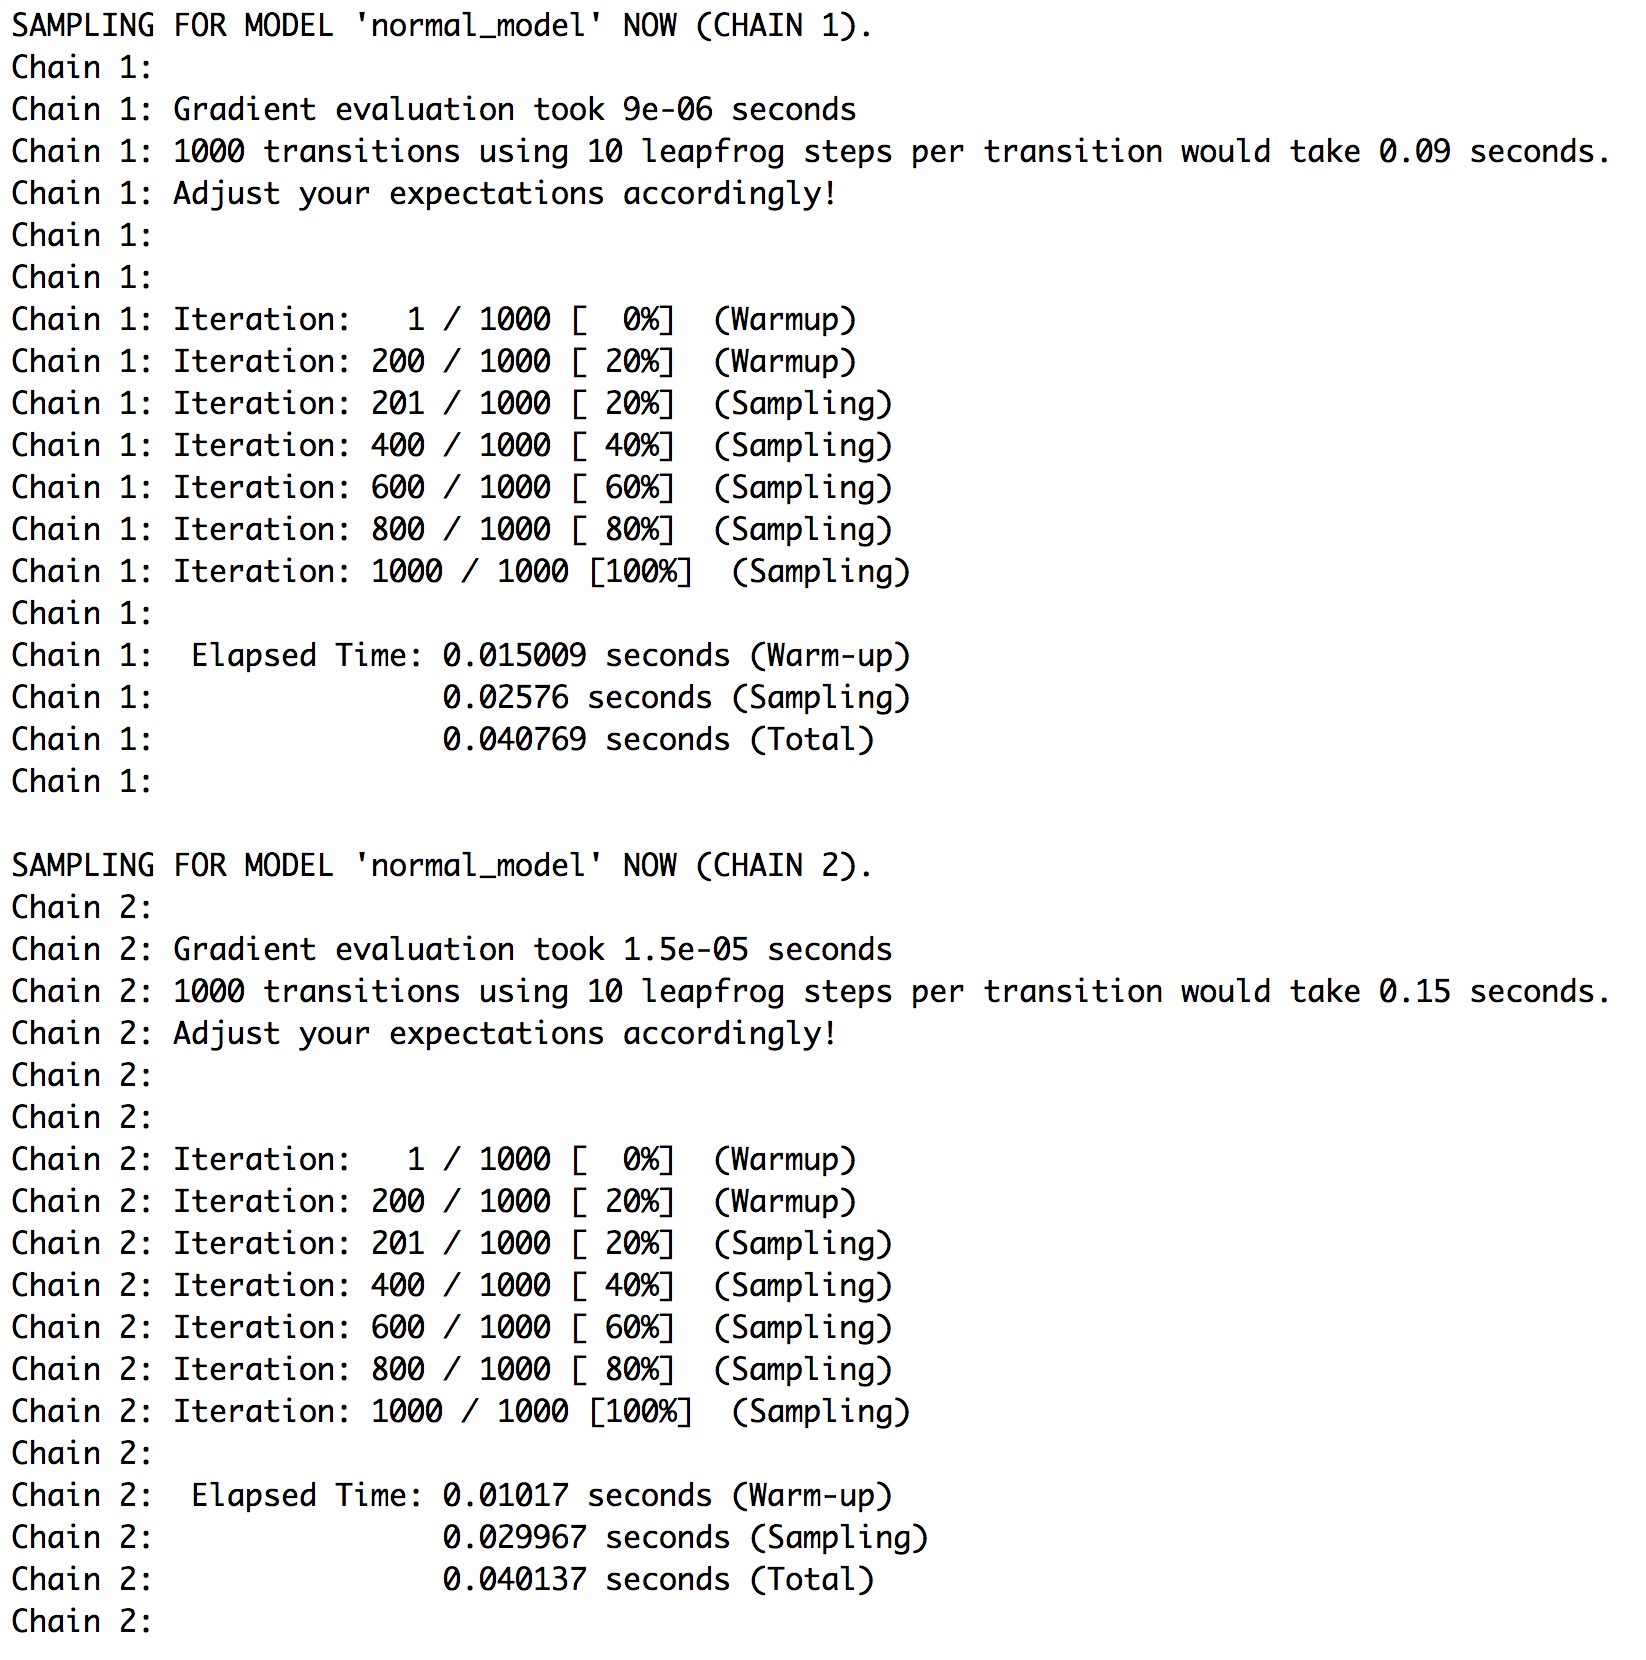 SAMPLING FOR MODEL 'normal_model' NOW (CHAIN 1).
Chain 1:
Chain 1: Gradient evaluation took 9e-06 seconds
Chain 1: 1000 transitions using 10 leapfrog steps per transition would take 0.09 seconds.
Chain 1: Adjust your expectations accordingly!
Chain 1:
Chain 1:
Chain 1: Iteration:   1 / 1000 [  0%]  (Warmup)
Chain 1: Iteration: 200 / 1000 [ 20%]  (Warmup)
Chain 1: Iteration: 201 / 1000 [ 20%]  (Sampling)
Chain 1: Iteration: 400 / 1000 [ 40%]  (Sampling)
Chain 1: Iteration: 600 / 1000 [ 60%]  (Sampling)
Chain 1: Iteration: 800 / 1000 [ 80%]  (Sampling)
Chain 1: Iteration: 1000 / 1000 [100%]  (Sampling)
Chain 1:
Chain 1:  Elapsed Time: 0.015009 seconds (Warm-up)
Chain 1:                0.02576 seconds (Sampling)
Chain 1:                0.040769 seconds (Total)
Chain 1:

SAMPLING FOR MODEL 'normal_model' NOW (CHAIN 2).
Chain 2:
Chain 2: Gradient evaluation took 1.5e-05 seconds
Chain 2: 1000 transitions using 10 leapfrog steps per transition would take 0.15 seconds.
Chain 2: Adjust your expectations accordingly!
Chain 2:
Chain 2:
Chain 2: Iteration:   1 / 1000 [  0%]  (Warmup)
Chain 2: Iteration: 200 / 1000 [ 20%]  (Warmup)
Chain 2: Iteration: 201 / 1000 [ 20%]  (Sampling)
Chain 2: Iteration: 400 / 1000 [ 40%]  (Sampling)
Chain 2: Iteration: 600 / 1000 [ 60%]  (Sampling)
Chain 2: Iteration: 800 / 1000 [ 80%]  (Sampling)
Chain 2: Iteration: 1000 / 1000 [100%]  (Sampling)
Chain 2:
Chain 2:  Elapsed Time: 0.01017 seconds (Warm-up)
Chain 2:                0.029967 seconds (Sampling)
Chain 2:                0.040137 seconds (Total)
Chain 2: